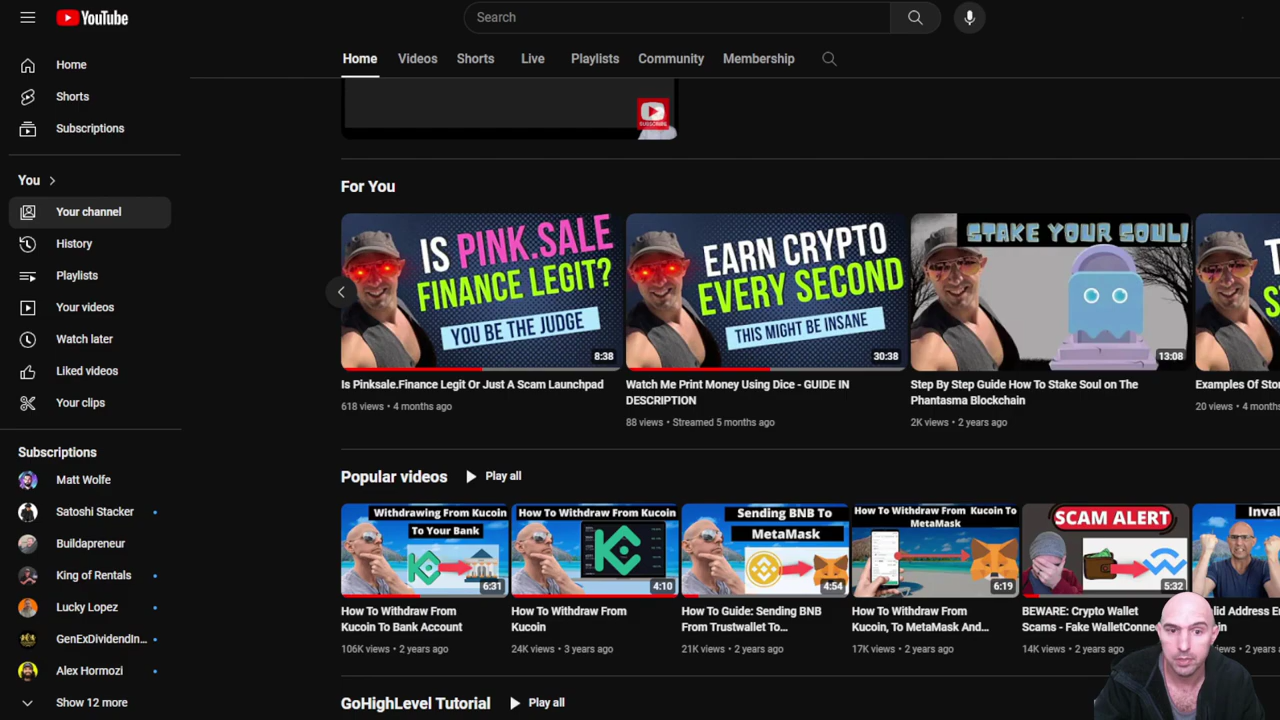 YouTube
Search
Home
Videos
Shorts
Live
Playlists
Community
Membership
Home
Shorts
Subscriptions
You
Your channel
History
Playlists
Your videos
Watch later
Liked videos
Your clips
Subscriptions
Matt Wolfe
Satoshi Stacker
Buildapreneur
King of Rentals
Lucky Lopez
GenExDividendIn...
Alex Hormozi
Show 12 more
SUBSCRIBE
For You
IS PINK.SALE
FINANCE LEGIT?
YOU BE THE JUDGE
8:38
Is Pinksale.Finance Legit Or Just A Scam Launchpad
618 views • 4 months ago
EARN CRYPTO
EVERY SECOND
THIS MIGHT BE INSANE
30:38
Watch Me Print Money Using Dice - GUIDE IN
DESCRIPTION
88 views • Streamed 5 months ago
STAKE YOUR SOUL!
13:08
Step By Step Guide How To Stake Soul on The
Phantasma Blockchain
2K views • 2 years ago
Examples Of Stor
20 views • 4 month
Popular videos
Play all
Withdrawing From Kucoin
To Your Bank
6:31
How To Withdraw From
Kucoin To Bank Account
106K views • 2 years ago
How To Withdraw From Kucoin
4:10
How To Withdraw From
Kucoin
24K views • 3 years ago
Sending BNB To
MetaMask
4:54
How To Guide: Sending BNB
From Trustwallet To...
21K views • 2 years ago
How To Withdraw From Kucoin To
MetaMask
6:19
How To Withdraw From
Kucoin, To MetaMask And...
17K views • 2 years ago
SCAM ALERT
5:32
BEWARE: Crypto Wallet
Scams - Fake WalletConne
14K views • 2 years ago
Inval
lid Address E
GoHighLevel Tutorial
Play all